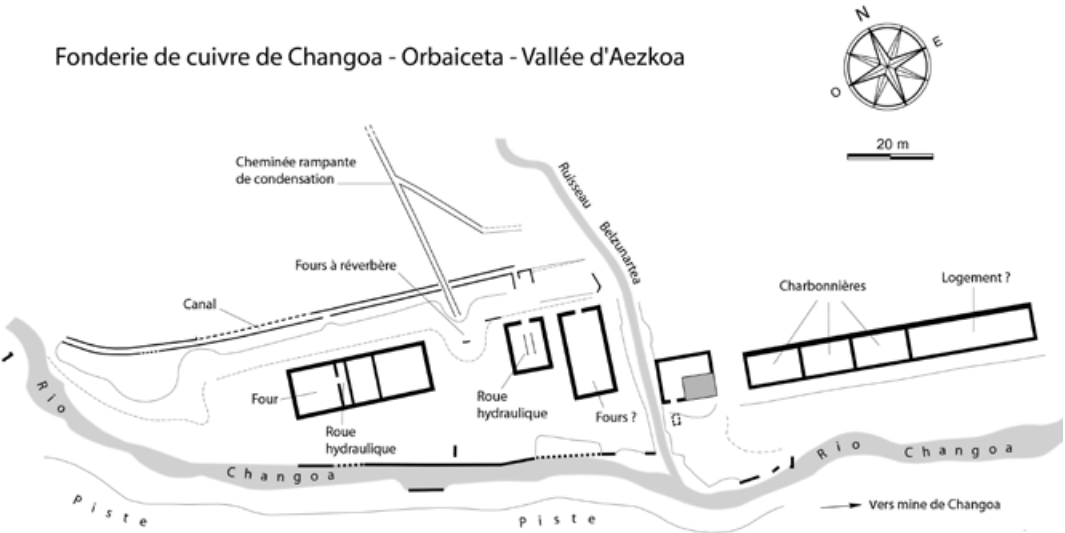 Fonderie de cuivre de Changoa - Orbaiceta - Vallée d'Aezkoa
N
E
O
20 m
Cheminée rampante
de condensation
Ruisseau
Belzunartea
Fours à réverbère
Canal
Charbonnières
Logement ?
Rio
Four
Roue
hydraulique
Roue
hydraulique
Fours ?
Changoa
Rio Changoa
Piste
Piste
Vers mine de Changoa